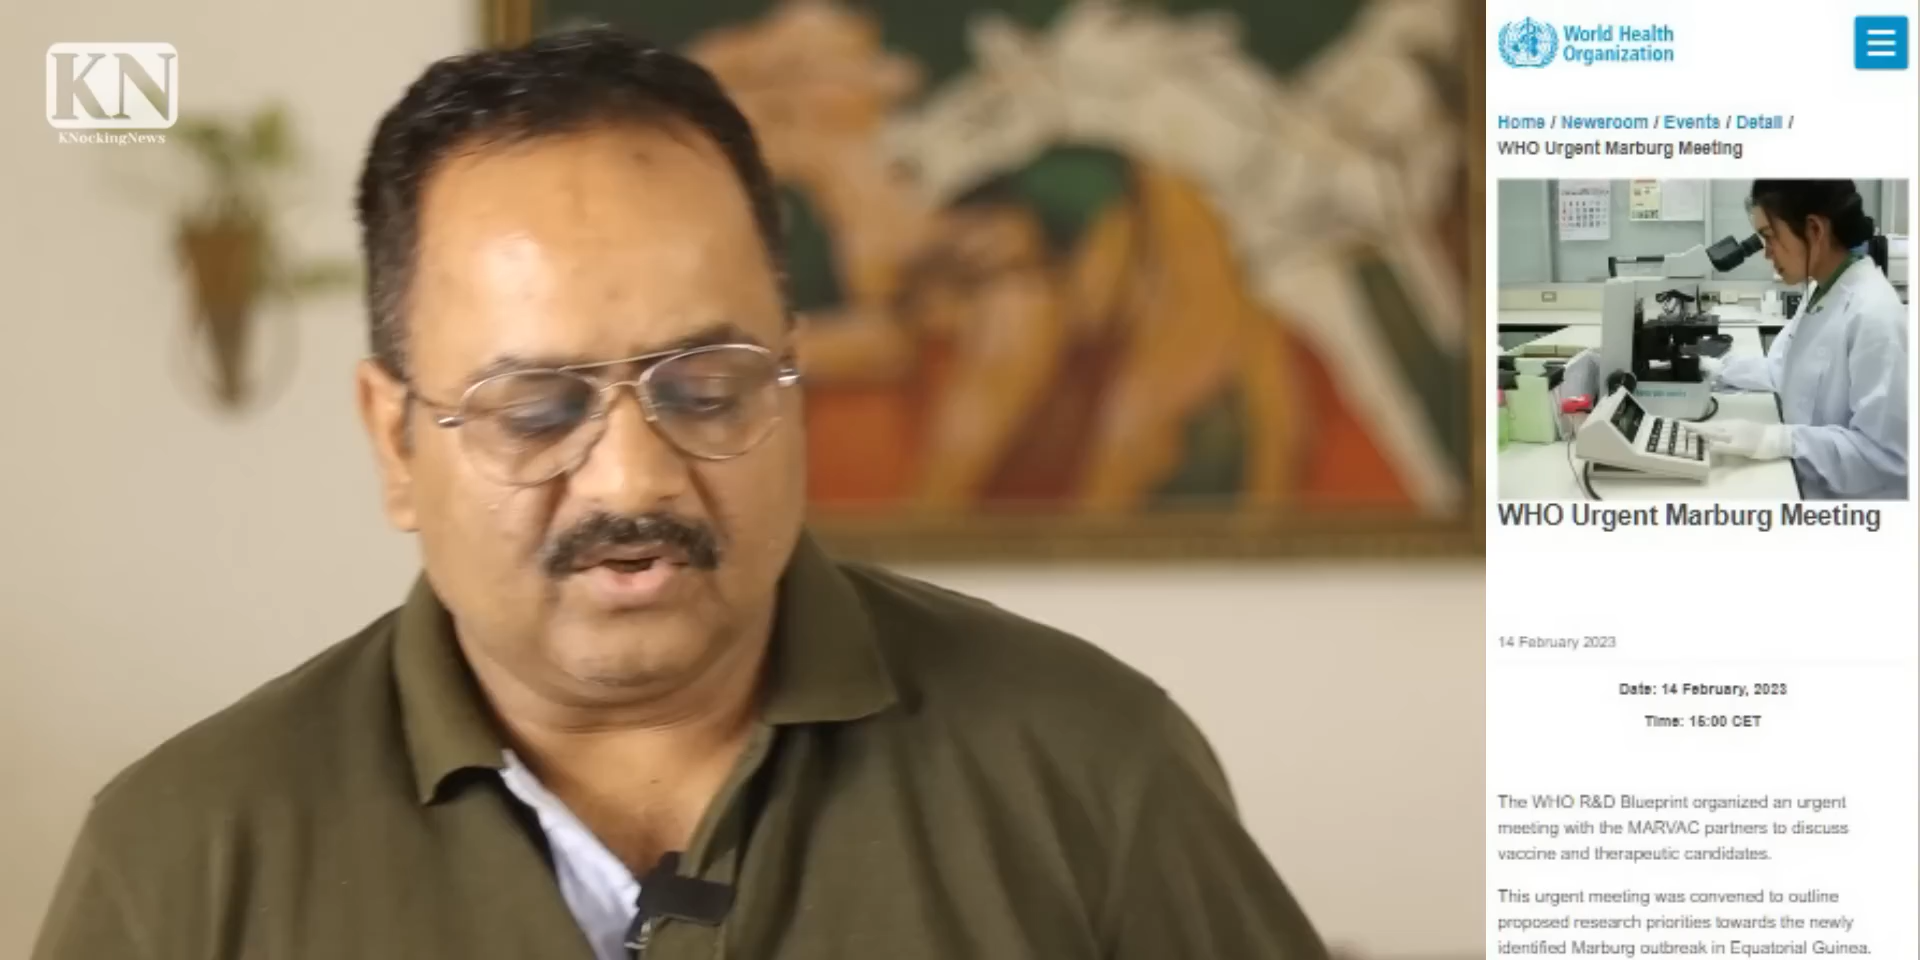 KN
KNockingNews
World Health
Organization
Home / Newsroom / Events / Detail /
WHO Urgent Marburg Meeting
WHO Urgent Marburg Meeting
14 February 2023
Date: 14 February, 2023
Time: 15:00 CET
The WHO R&D Blueprint organized an urgent
meeting with the MARVAC partners to discuss
vaccine and therapeutic candidates.
This urgent meeting was convened to outline
proposed research priorities towards the newly
identified Marburg outbreak in Equatorial Guinea.